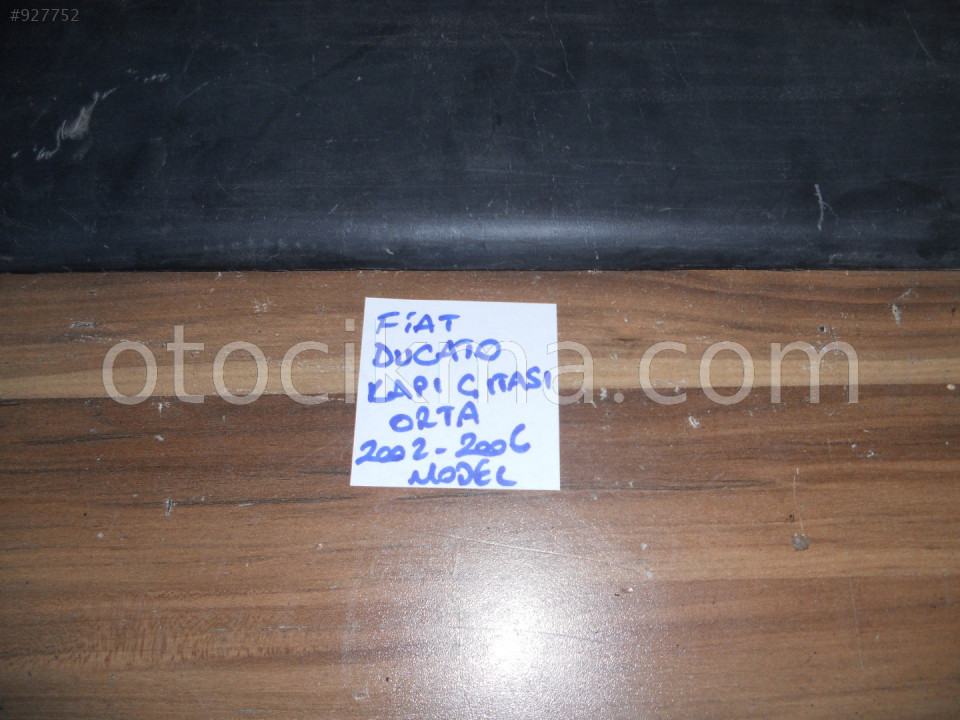 #927752
FiAT
DUCATO
KAPI ÇITASI
ORTA
2002-2006
MODEL
otocikma.com